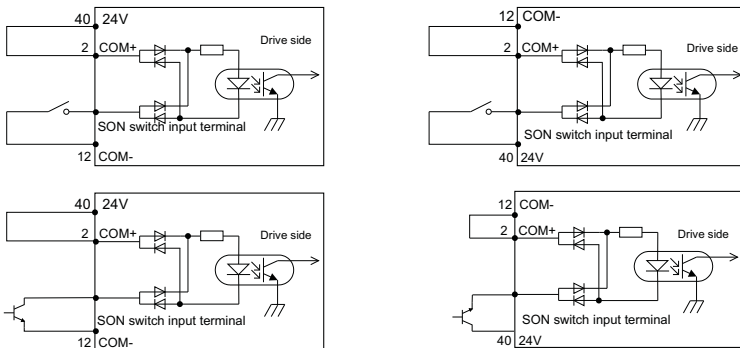 40 24V
2 COM+
Drive side
SON switch input terminal
12 COM-
12 COM-
2 COM+
Drive side
SON switch input terminal
40 24V
40 24V
2 COM+
Drive side
SON switch input terminal
12 COM-
12 COM-
2 COM+
Drive side
SON switch input terminal
40 24V